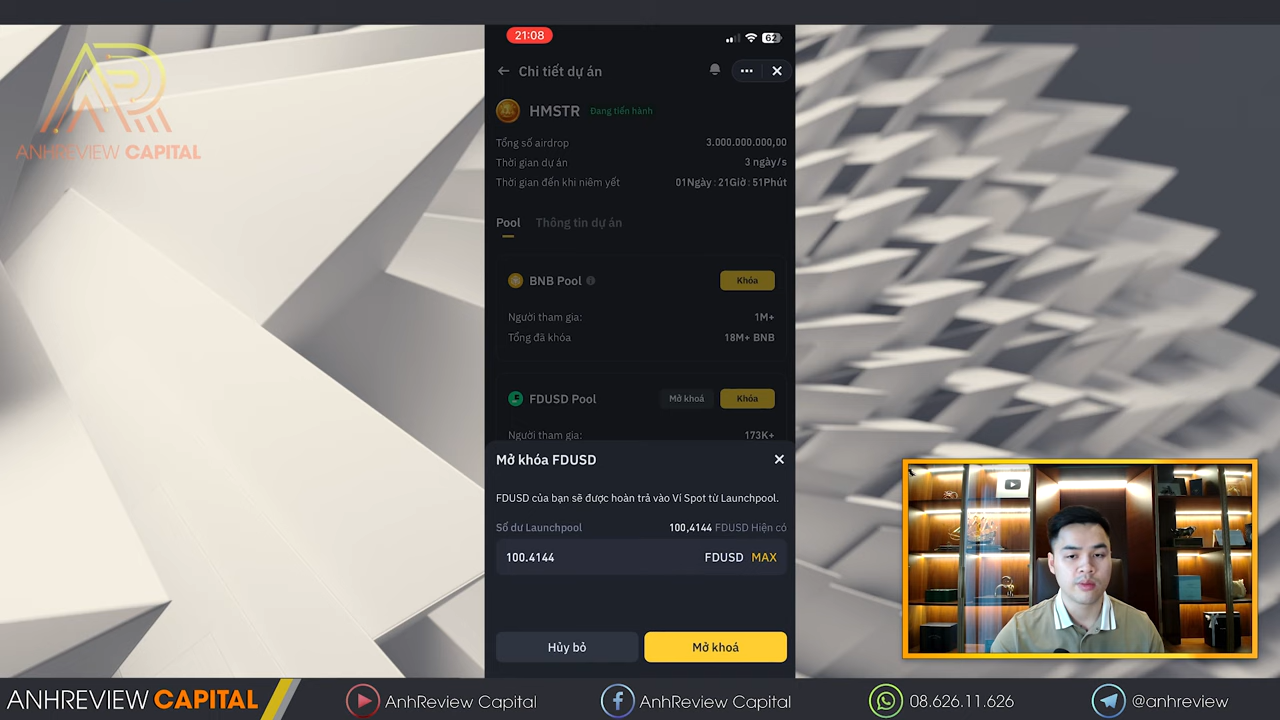 ANHREVIEW CAPITAL
21:08
62
Chi tiết dự án
HMSTR Đang tiến hành
Tổng số airdrop 3.000.000.000,00
Thời gian dự án 3 ngày/s
Thời gian đến khi niêm yết 01Ngày : 21Giờ : 51Phút
Pool Thông tin dự án
BNB Pool Khóa
Người tham gia: 1M+
Tổng đã khóa 18M+ BNB
FDUSD Pool Mở khoá Khóa
Người tham gia: 173K+
Mở khóa FDUSD
FDUSD của bạn sẽ được hoàn trả vào Ví Spot từ Launchpool.
Số dư Launchpool 100,4144 FDUSD Hiện có
100.4144 FDUSD MAX
Hủy bỏ Mở khoá
ANHREVIEW CAPITAL AnhReview Capital AnhReview Capital 08.626.11.626 @anhreview